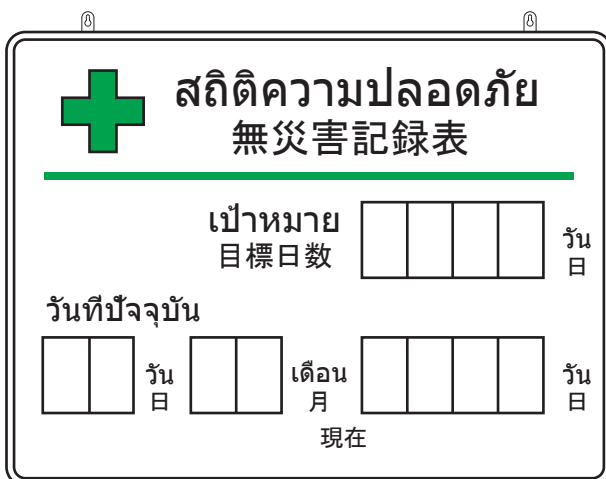 สถิติความปลอดภัย
無災害記録表
เป้าหมาย
目標日数
วัน
日
วันที่ปัจจุบัน
วัน
日
เดือน
月
วัน
日
現在